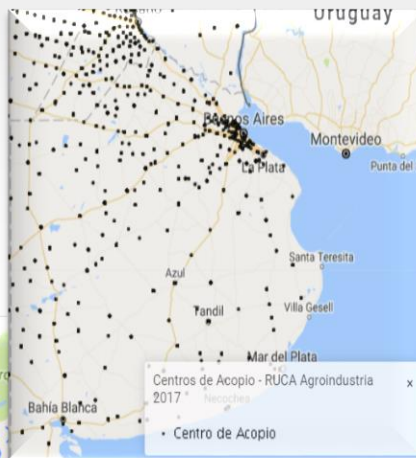 Uruguay
Buenos Aires
Montevideo
La Plata
Punta del
Santa Teresita
Azul
Villa Gesell
Tandil
Mar del Plata
Centros de Acopio - RUCA Agroindustria x
2017
Necochea
Bahía Blanca
• Centro de Acopio